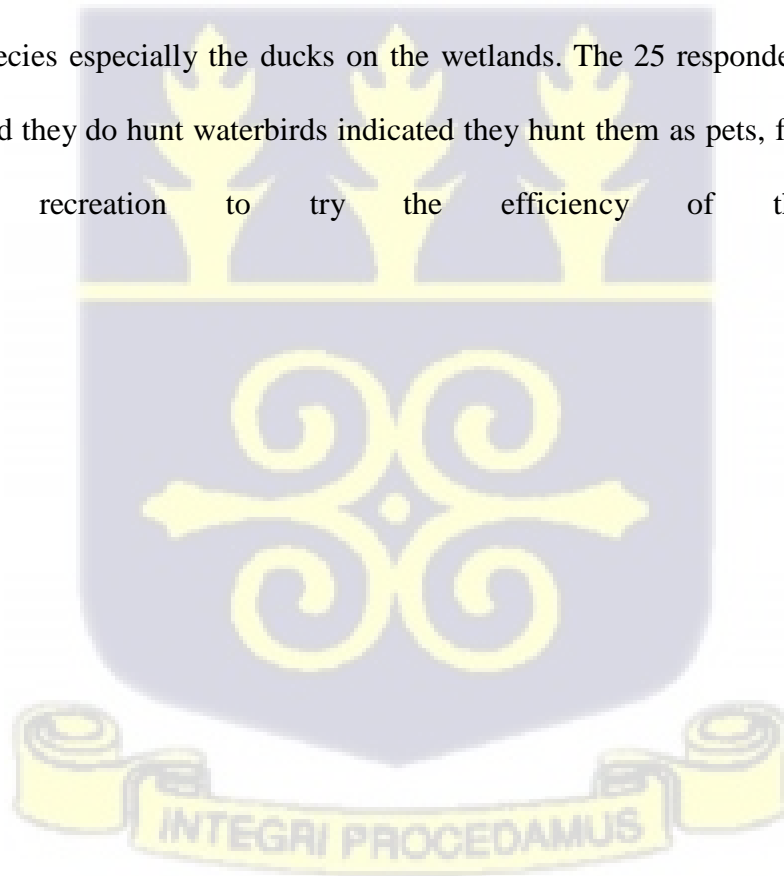 ecies especially the ducks on the wetlands. The 25 responde
d they do hunt waterbirds indicated they hunt them as pets, f
recreation to try the efficiency of th
INTEGRI PROCEDAMUS